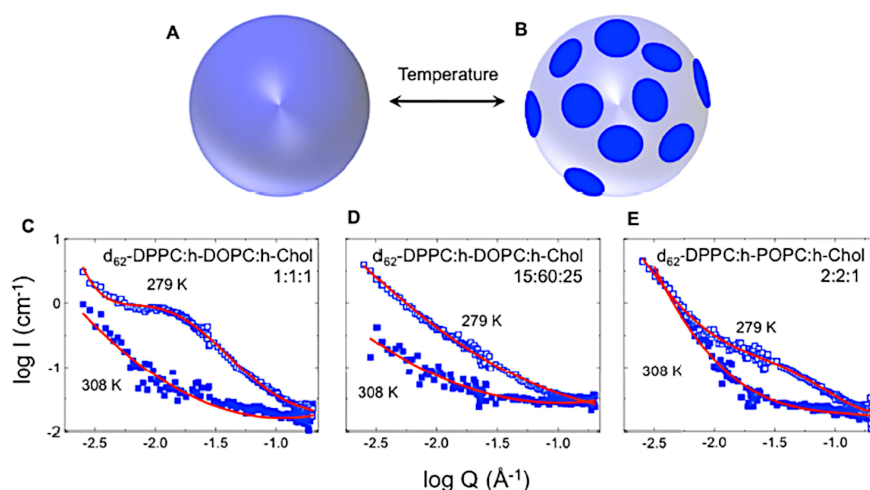 A
B
Temperature
C
D
E
d62-DPPC:h-DOPC:h-Chol
1:1:1
279 K
308 K
d62-DPPC:h-DOPC:h-Chol
15:60:25
279 K
308 K
d62-DPPC:h-POPC:h-Chol
2:2:1
279 K
308 K
1
0
-1
-2
log I (cm-1)
-2.5 -2.0 -1.5 -1.0
-2.5 -2.0 -1.5 -1.0
-2.5 -2.0 -1.5 -1.0
log Q (Å-1)